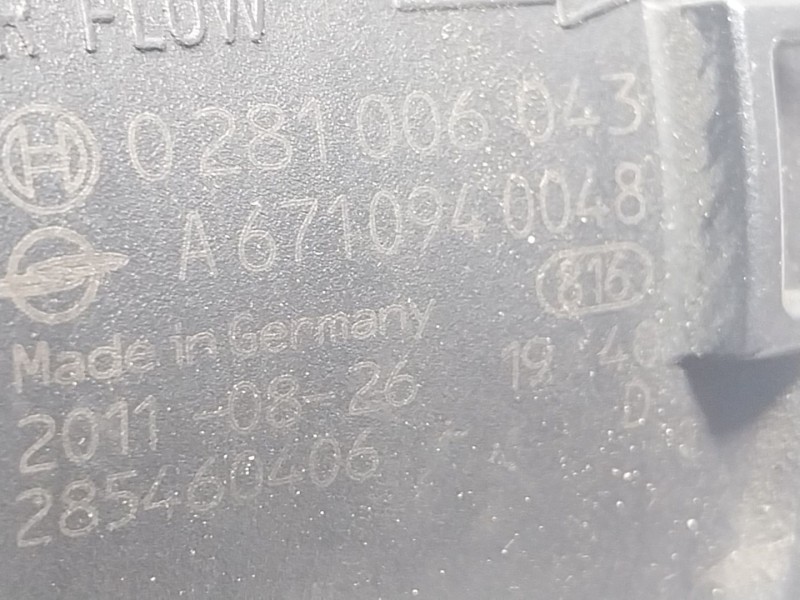 R FLOW
0 281 006 043
A 671 094 00 48
816
Made in Germany
2011-08-26 19 40
285460406 D